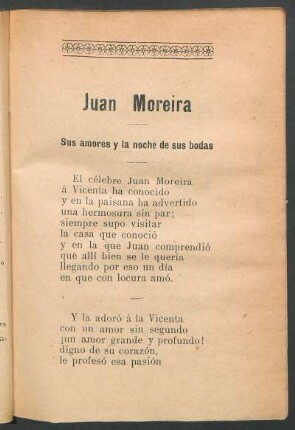 Juan Moreira
Sus amores y la noche de sus bodas
El célebre Juan Moreira
á Vicenta ha conocido
y en la paisana ha advertido
una hermosura sin par;
siempre supo visitar
la casa que conoció
y en la que Juan comprendió
que allí bien se le quería
llegando por eso un día
en que con locura amó.
Y la adoró á la Vicenta
con un amor sin segundo
¡un amor grande y profundo!
digno de su corazón,
le profesó esa pasión